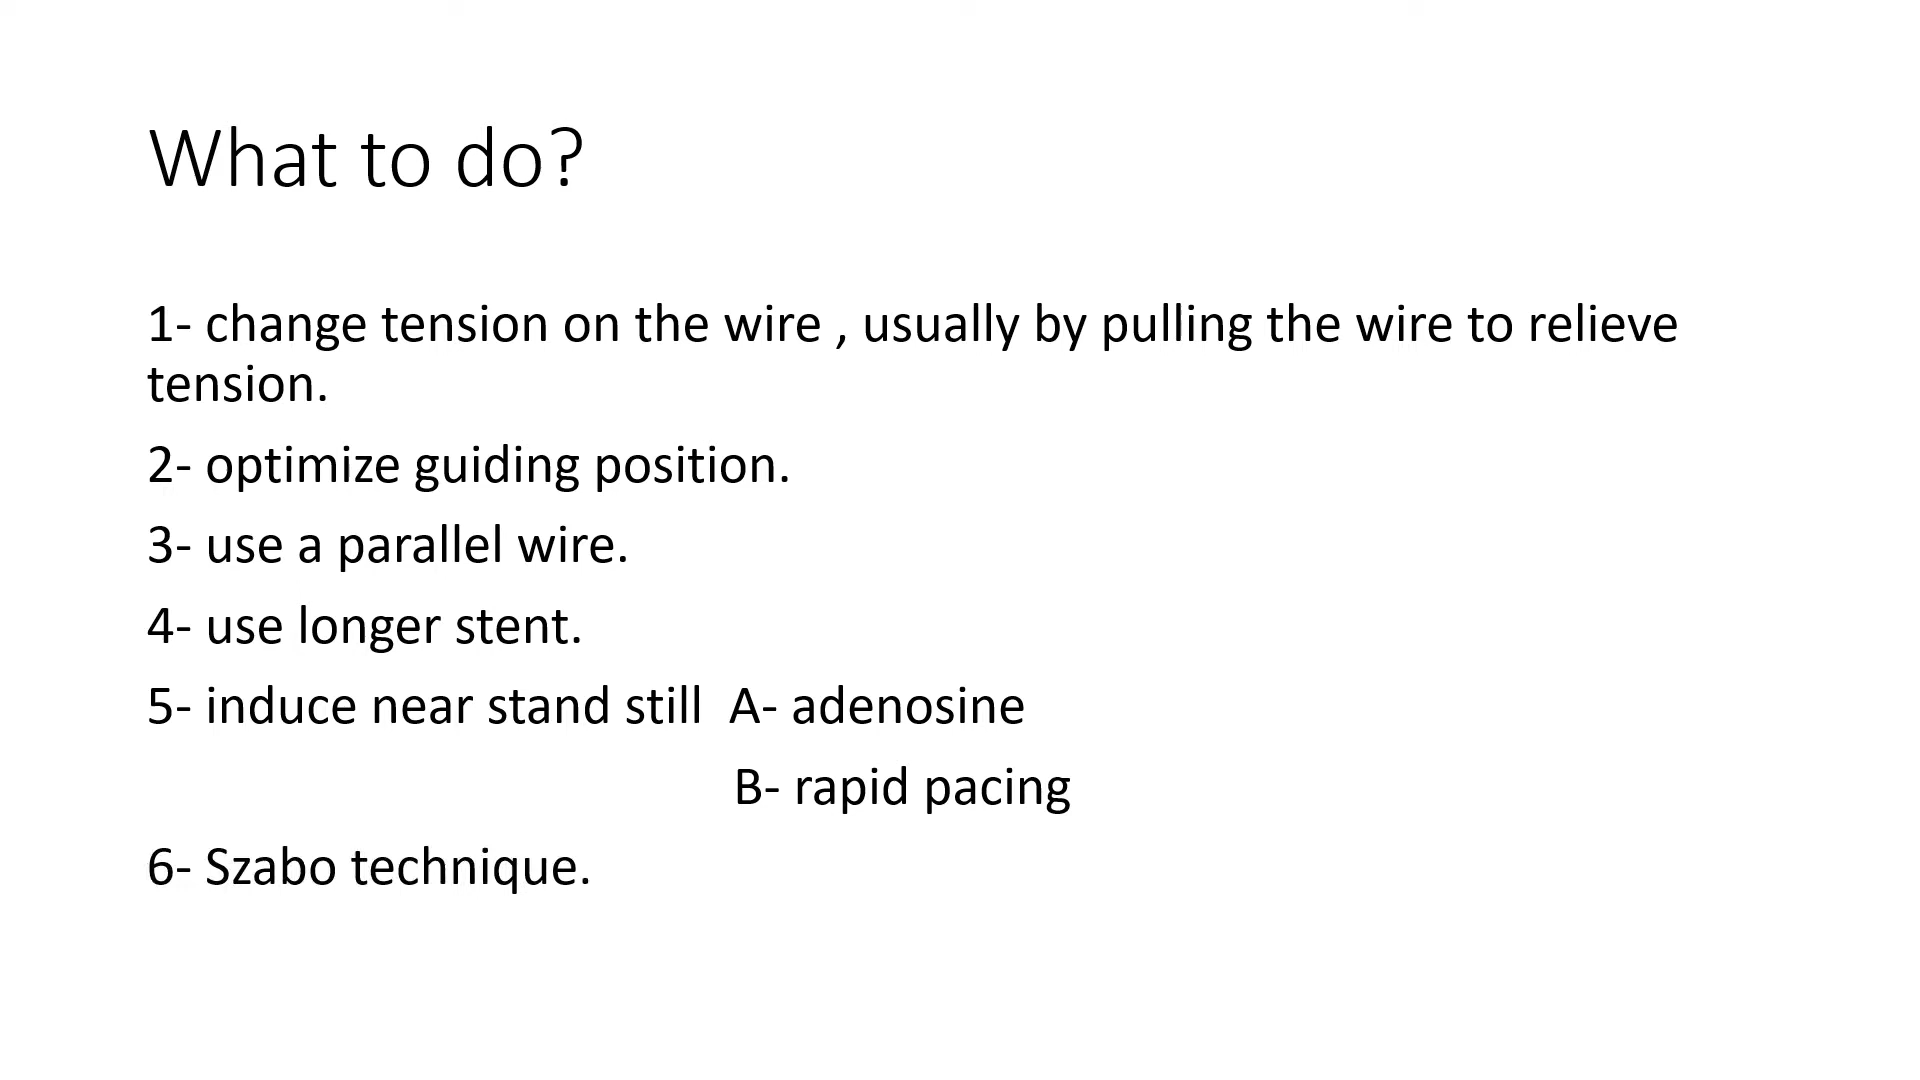 What to do?
1- change tension on the wire , usually by pulling the wire to relieve
tension.
2- optimize guiding position.
3- use a parallel wire.
4- use longer stent.
5- induce near stand still  A- adenosine
B- rapid pacing
6- Szabo technique.